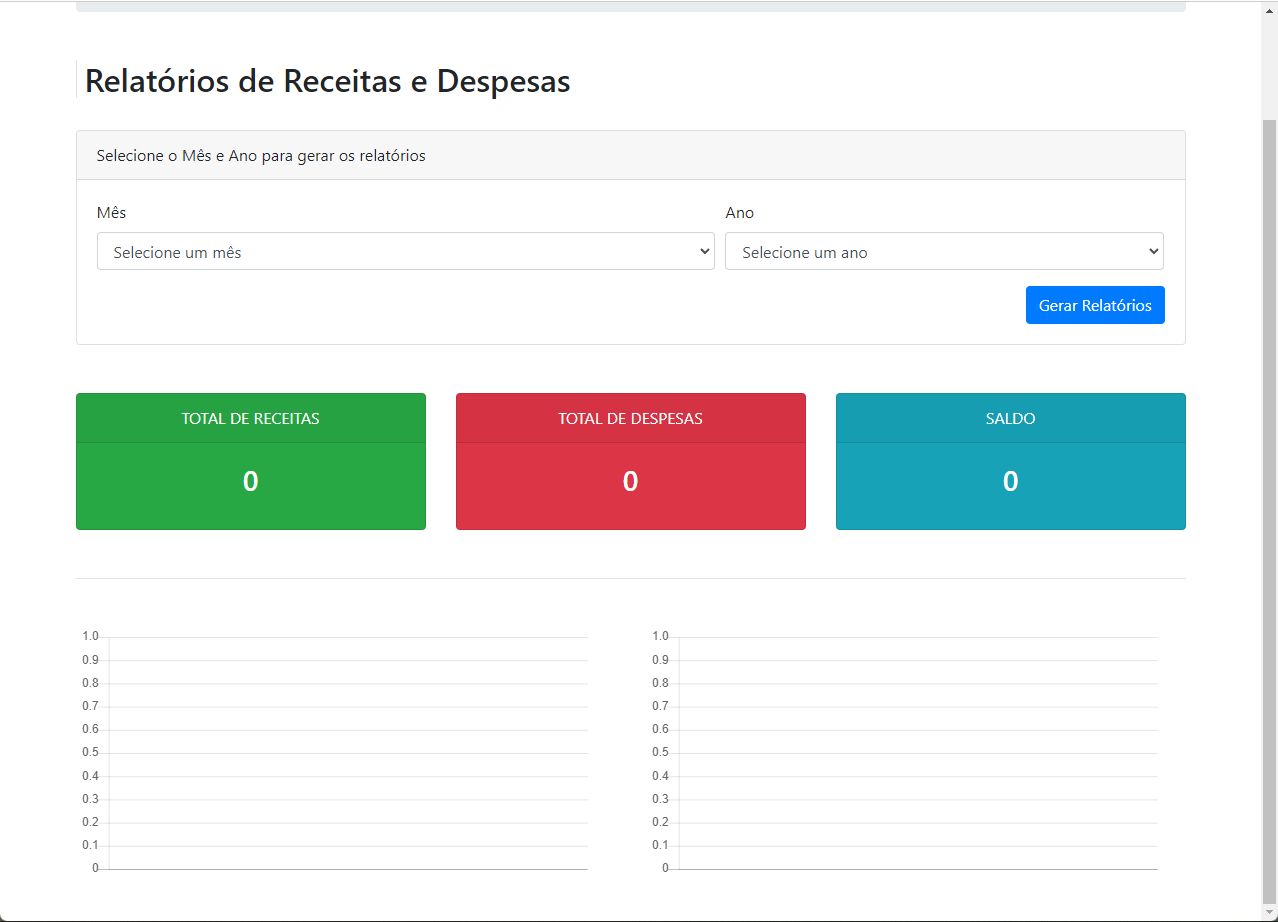 Relatórios de Receitas e Despesas
Selecione o Mês e Ano para gerar os relatórios
Mês Ano
Selecione um mês Selecione um ano
Gerar Relatórios
TOTAL DE RECEITAS TOTAL DE DESPESAS SALDO
0 0 0
1.0 1.0
0.9 0.9
0.8 0.8
0.7 0.7
0.6 0.6
0.5 0.5
0.4 0.4
0.3 0.3
0.2 0.2
0.1 0.1
0 0